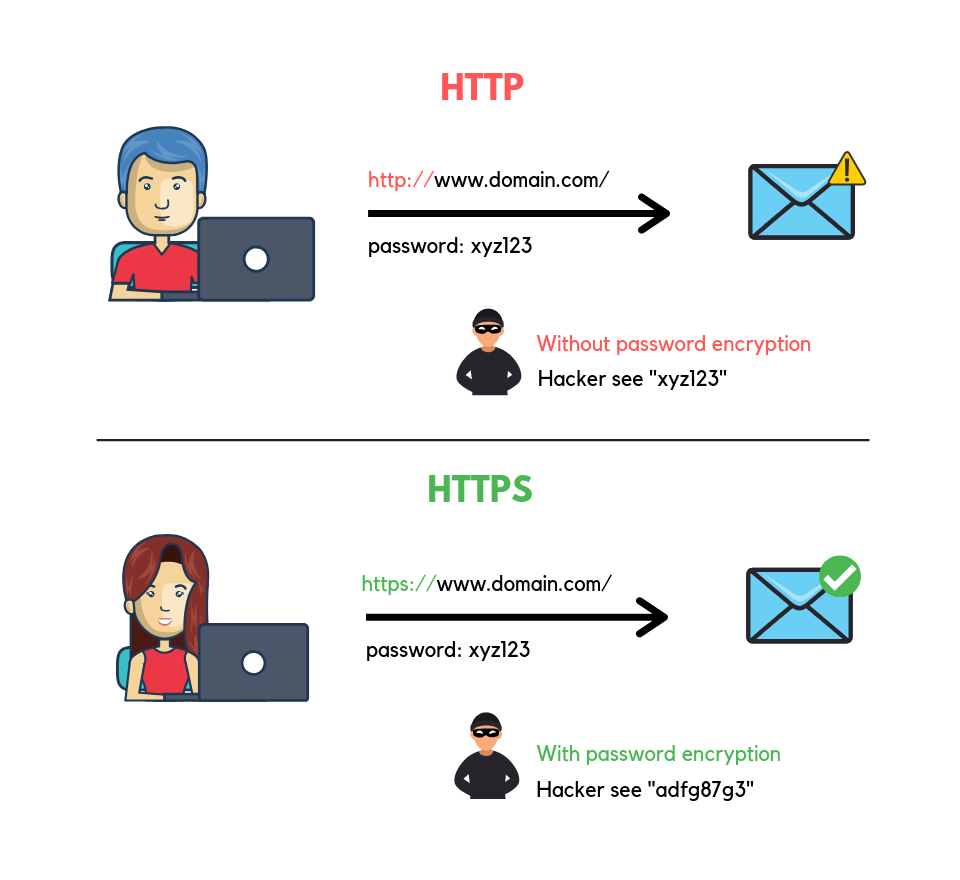 HTTP
http://www.domain.com/
password: xyz123
Without password encryption
Hacker see "xyz123"
HTTPS
https://www.domain.com/
password: xyz123
With password encryption
Hacker see "adfg87g3"